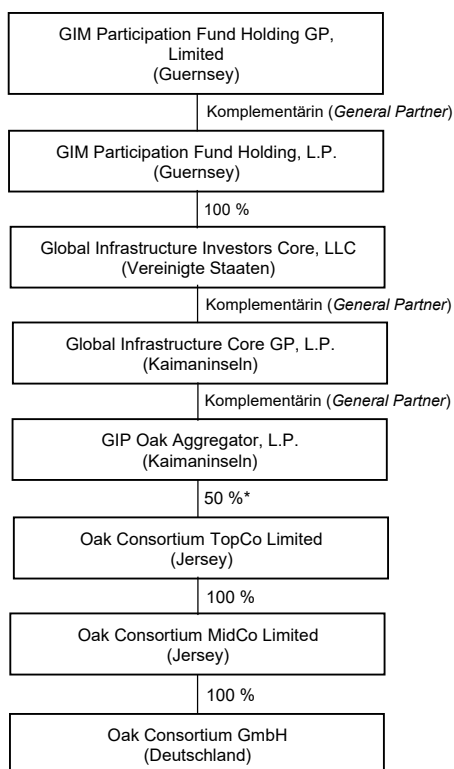 GIM Participation Fund Holding GP,
Limited
(Guernsey)
Komplementärin (General Partner)
GIM Participation Fund Holding, L.P.
(Guernsey)
100 %
Global Infrastructure Investors Core, LLC
(Vereinigte Staaten)
Komplementärin (General Partner)
Global Infrastructure Core GP, L.P.
(Kaimaninseln)
Komplementärin (General Partner)
GIP Oak Aggregator, L.P.
(Kaimaninseln)
50 %*
Oak Consortium TopCo Limited
(Jersey)
100 %
Oak Consortium MidCo Limited
(Jersey)
100 %
Oak Consortium GmbH
(Deutschland)